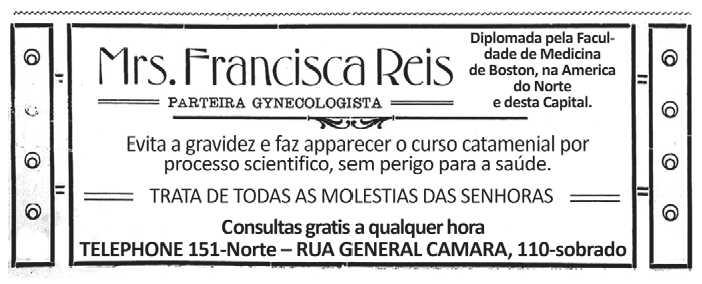 Mrs. Francisca Reis
PARTEIRA GYNECOLOGISTA
Diplomada pela Facul-
dade de Medicina
de Boston, na America
do Norte
e desta Capital.
Evita a gravidez e faz apparecer o curso catamenial por
processo scientifico, sem perigo para a saúde.
TRATA DE TODAS AS MOLESTIAS DAS SENHORAS
Consultas gratis a qualquer hora
TELEPHONE 151-Norte – RUA GENERAL CAMARA, 110-sobrado